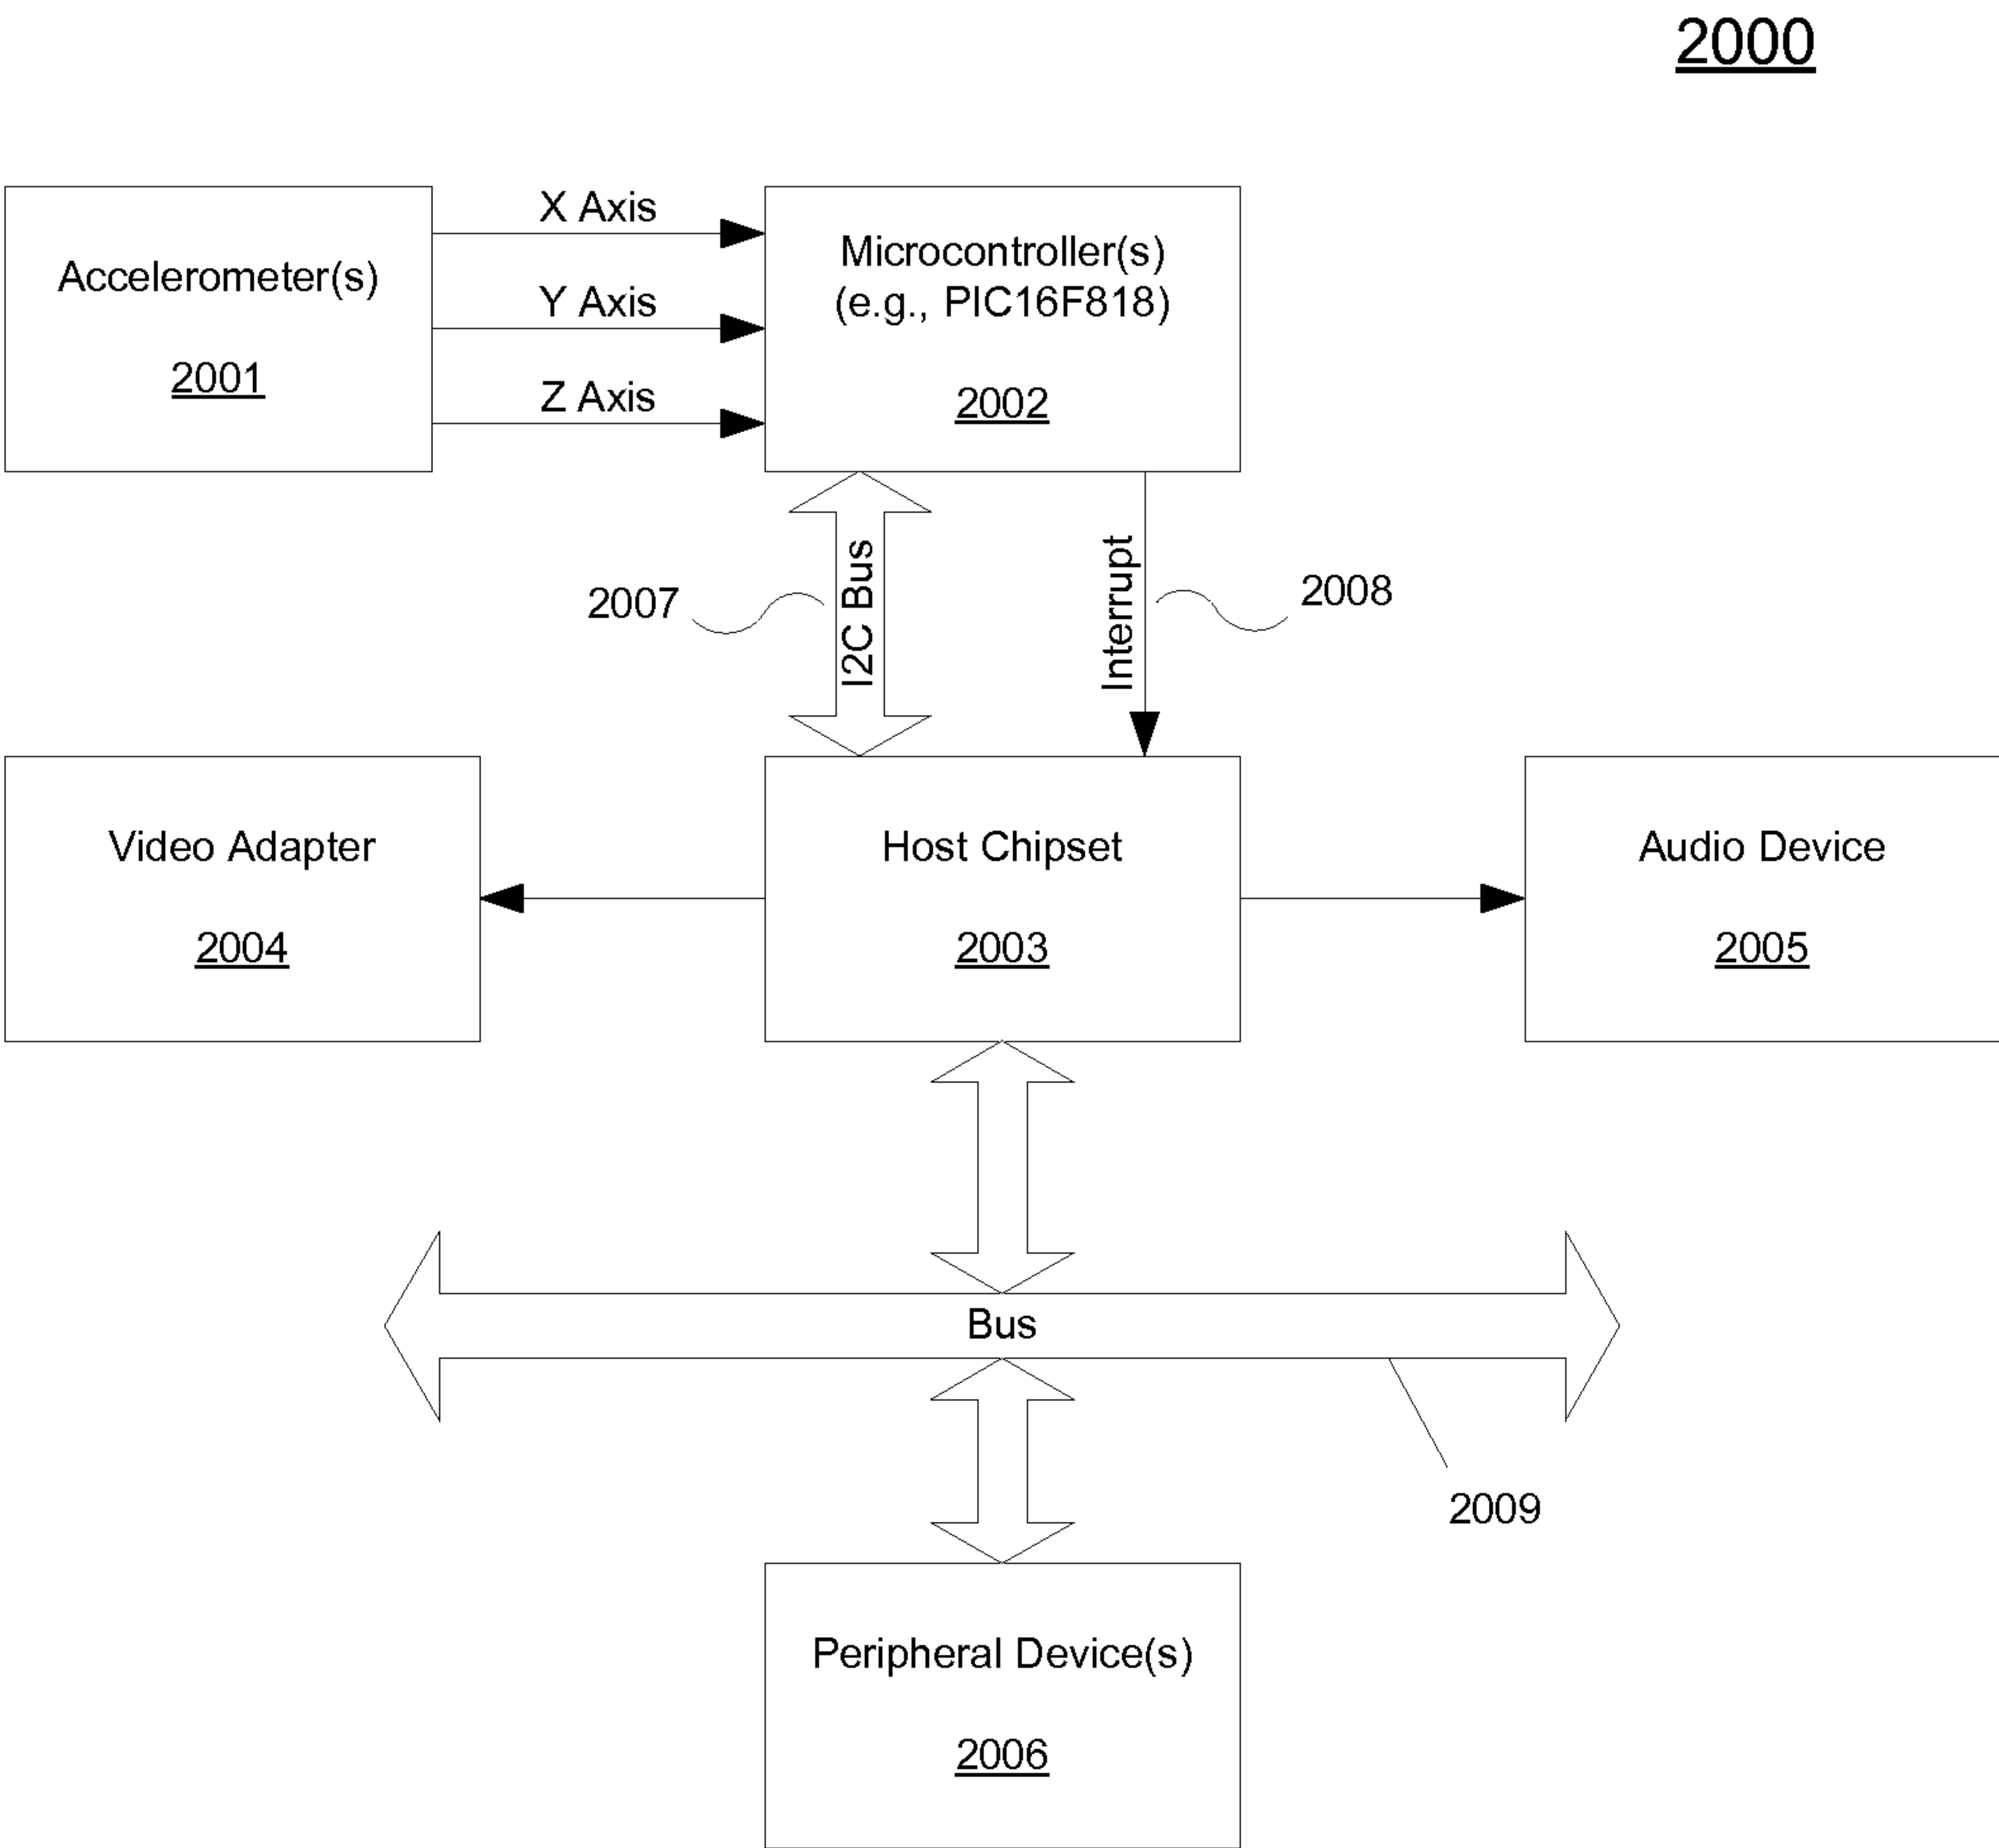 2000
Accelerometer(s)
2001
X Axis
Y Axis
Z Axis
Microcontroller(s)
(e.g., PIC16F818)
2002
2007
I2C Bus
Interrupt
2008
Video Adapter
2004
Host Chipset
2003
Audio Device
2005
Bus
2009
Peripheral Device(s)
2006